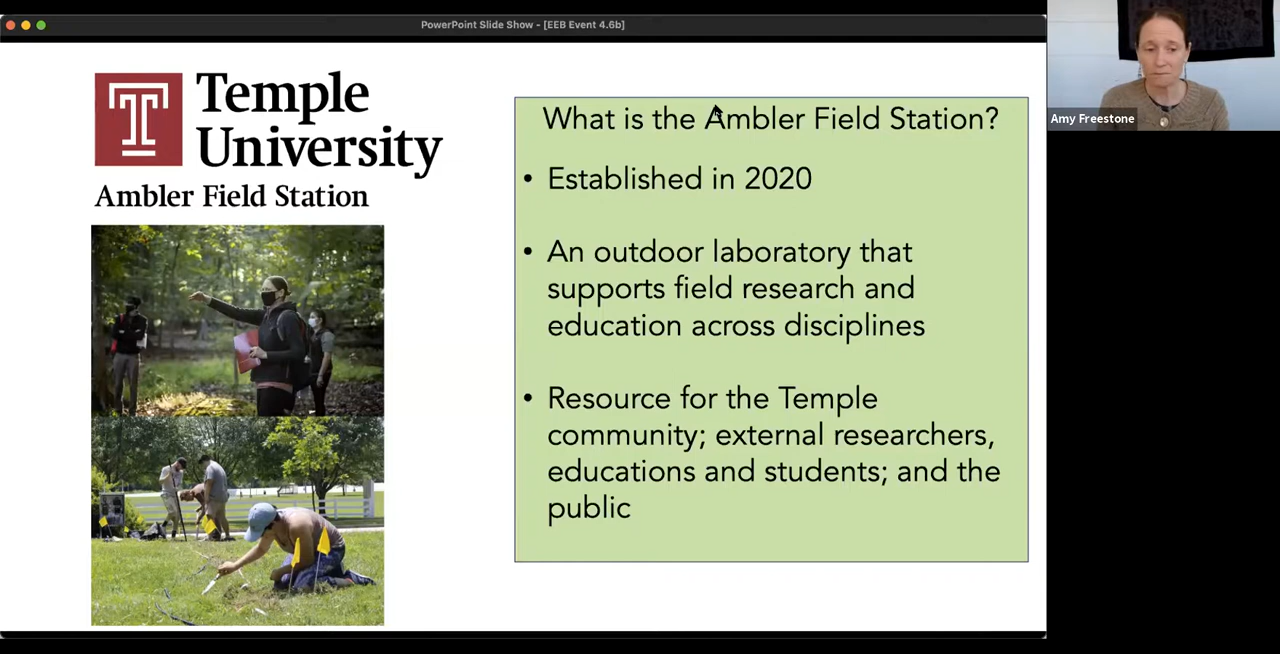 PowerPoint Slide Show - [EEB Event 4.6b]
Temple
University
Ambler Field Station
What is the Ambler Field Station?
• Established in 2020
• An outdoor laboratory that
supports field research and
education across disciplines
• Resource for the Temple
community; external researchers,
educations and students; and the
public
Amy Freestone